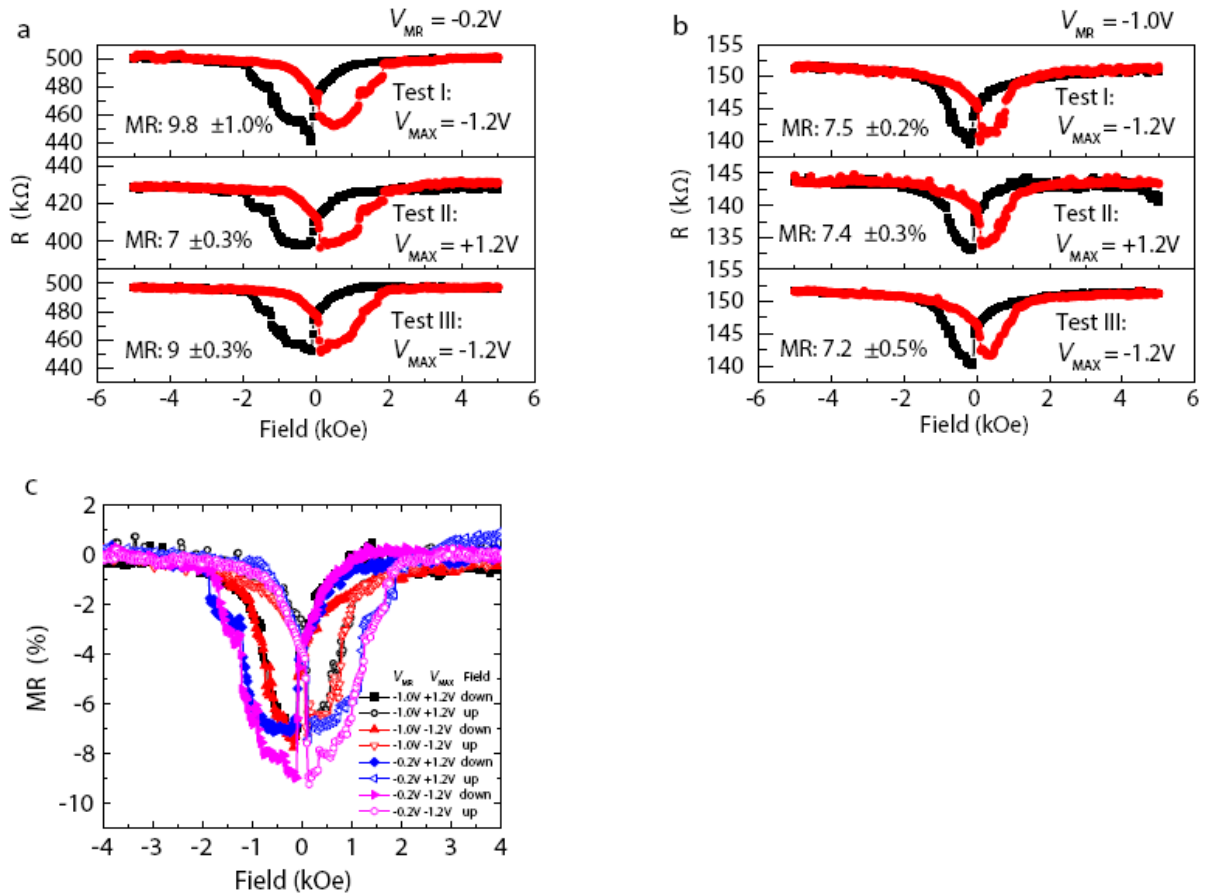 a
V_MR = -0.2V
500
480
460
440
Test I:
V_MAX = -1.2V
MR: 9.8 ±1.0%
440
420
400
R (kΩ)
Test II:
V_MAX = +1.2V
MR: 7 ±0.3%
500
480
460
440
Test III:
V_MAX = -1.2V
MR: 9 ±0.3%
-6 -4 -2 0 2 4 6
Field (kOe)
b
V_MR = -1.0V
155
150
145
140
Test I:
V_MAX = -1.2V
MR: 7.5 ±0.2%
145
140
135
R (kΩ)
Test II:
V_MAX = +1.2V
MR: 7.4 ±0.3%
155
150
145
140
Test III:
V_MAX = -1.2V
MR: 7.2 ±0.5%
-6 -4 -2 0 2 4 6
Field (kOe)
c
2
0
-2
-4
-6
-8
-10
MR (%)
V_MR V_MAX Field
-1.0V +1.2V down
-1.0V +1.2V up
-1.0V -1.2V down
-1.0V -1.2V up
-0.2V +1.2V down
-0.2V +1.2V up
-0.2V -1.2V down
-0.2V -1.2V up
-4 -3 -2 -1 0 1 2 3 4
Field (kOe)